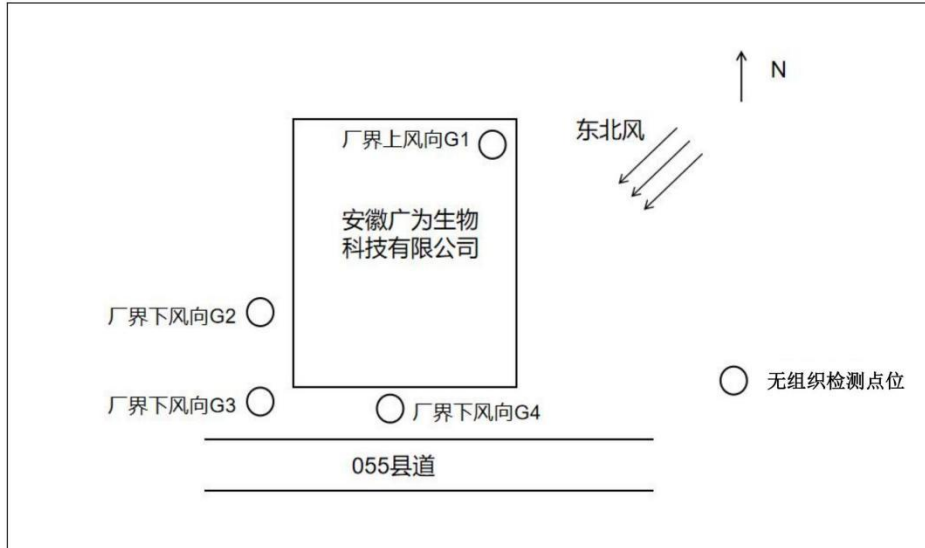 N
东北风
厂界上风向G1
安徽广为生物
科技有限公司
厂界下风向G2
无组织检测点位
厂界下风向G3
厂界下风向G4
055县道